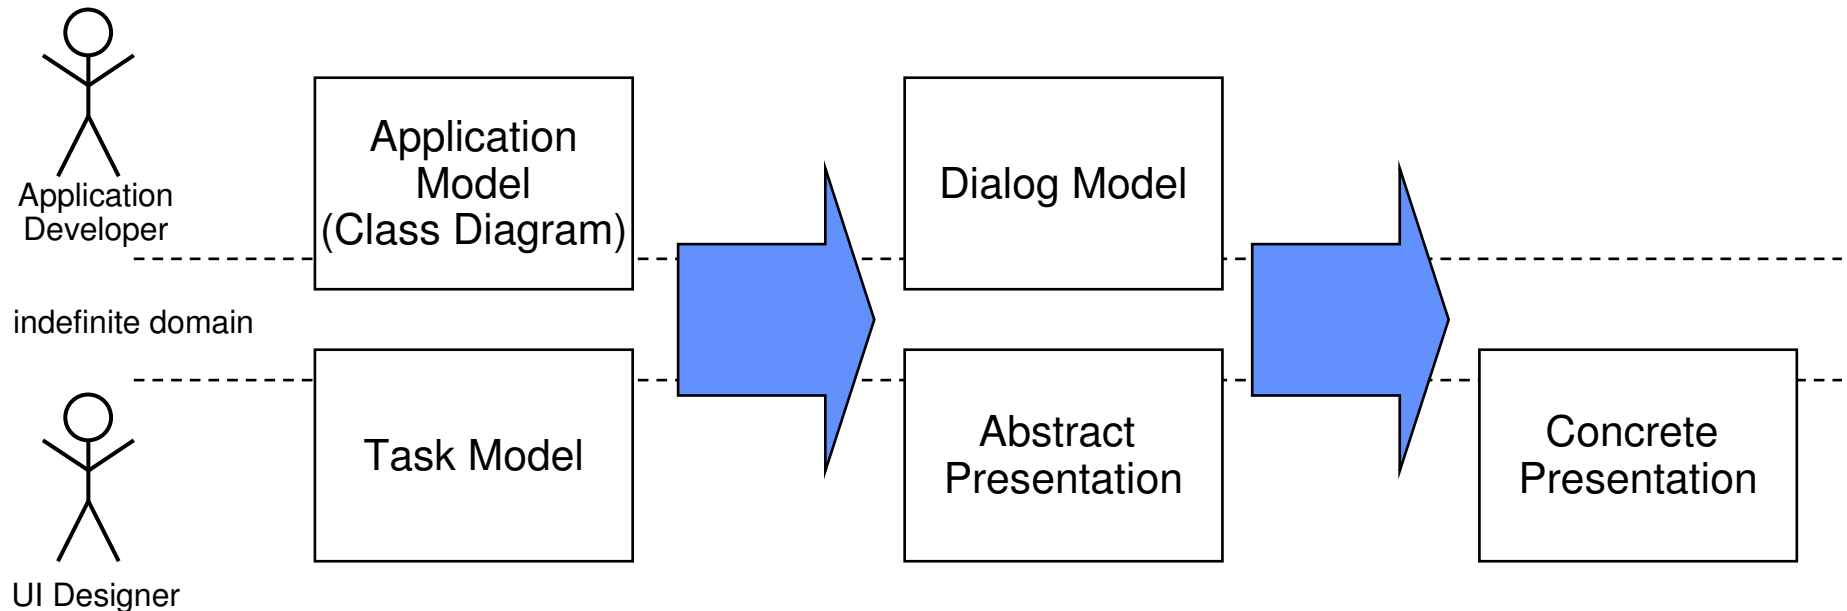 Application
Developer
Application
Model
(Class Diagram)
Dialog Model
indefinite domain
Task Model
Abstract
Presentation
Concrete
Presentation
UI Designer